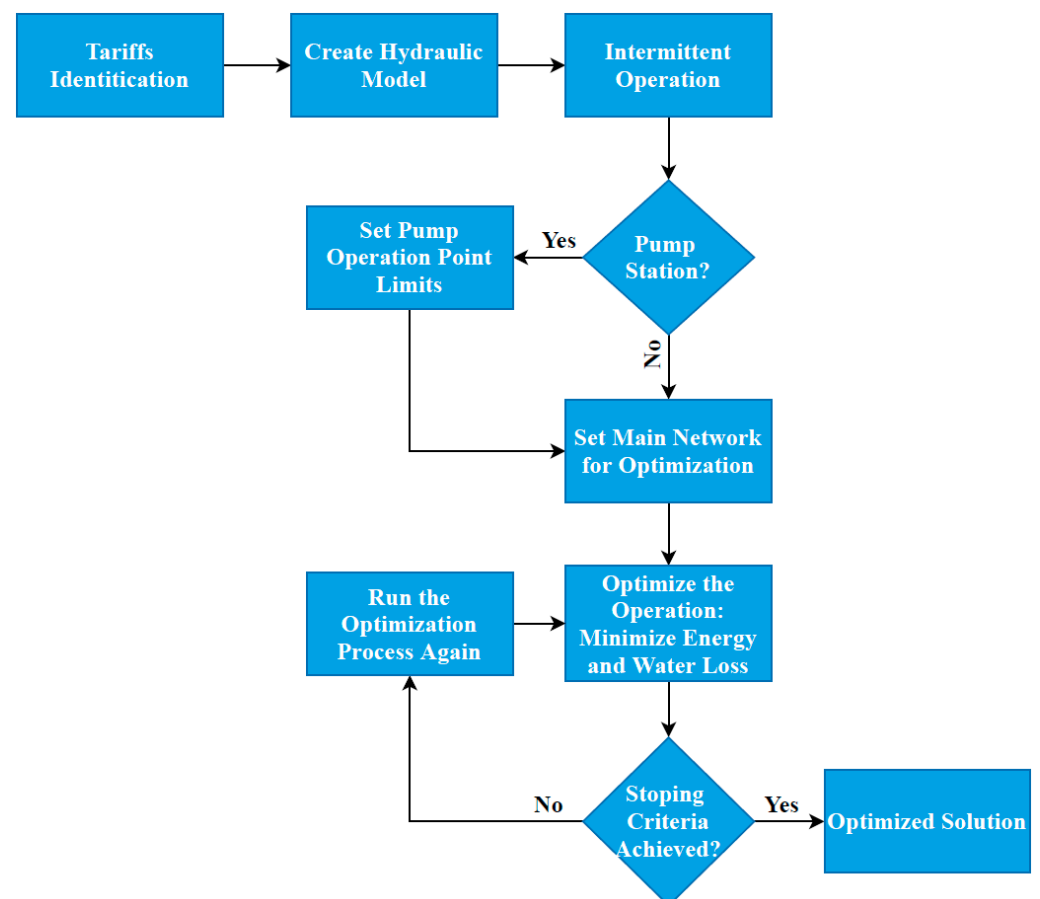 Tariffs
Identitication
Create Hydraulic
Model
Intermittent
Operation
Pump
Station?
Yes
Set Pump
Operation Point
Limits
No
Set Main Network
for Optimization
Optimize the
Operation:
Minimize Energy
and Water Loss
Run the
Optimization
Process Again
Stoping
Criteria
Achieved?
No
Yes
Optimized Solution